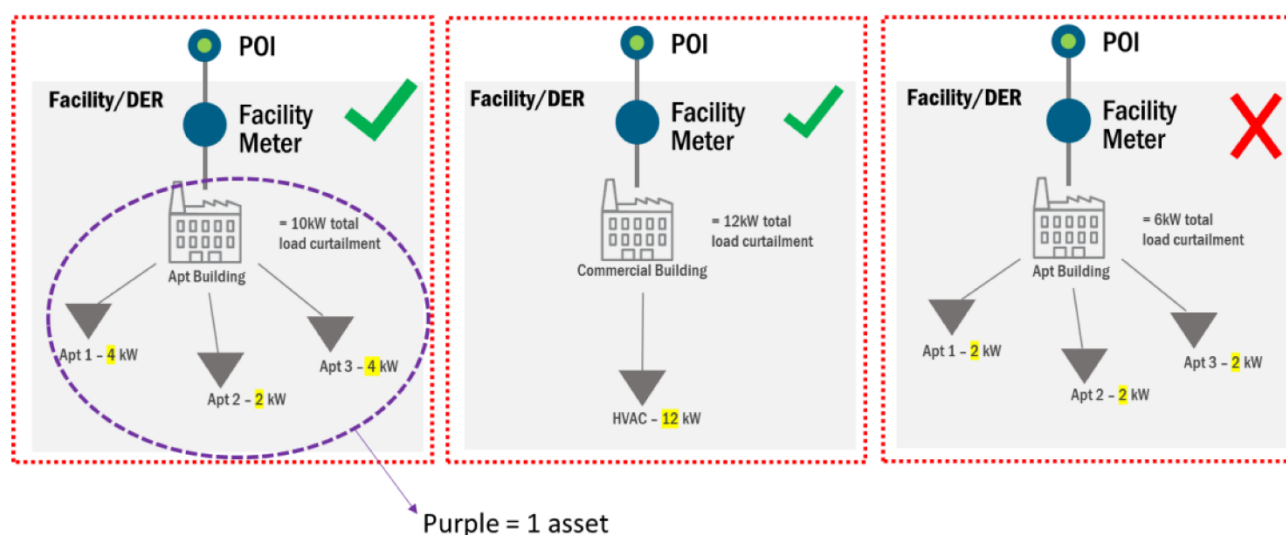 POI
Facility/DER
Facility
Meter
= 10kW total
load curtailment
Apt Building
Apt 1 – 4 kW
Apt 2 – 2 kW
Apt 3 – 4 kW
POI
Facility/DER
Facility
Meter
= 12kW total
load curtailment
Commercial Building
HVAC – 12 kW
POI
Facility/DER
Facility
Meter
= 6kW total
load curtailment
Apt Building
Apt 1 – 2 kW
Apt 2 – 2 kW
Apt 3 – 2 kW
Purple = 1 asset